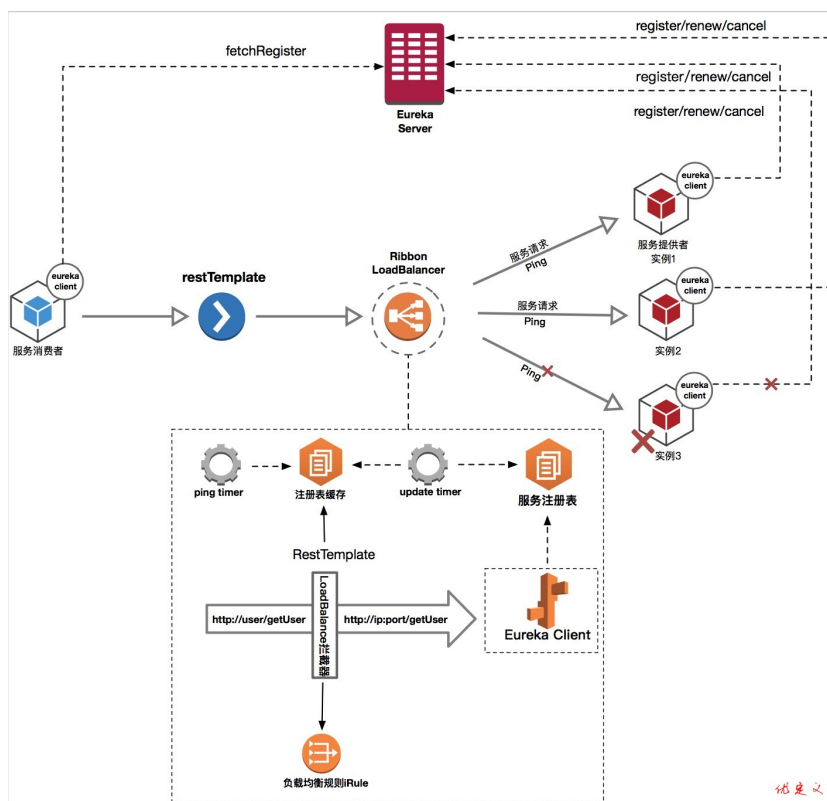 register/renew/cancel
fetchRegister
register/renew/cancel
register/renew/cancel
Eureka
Server
eureka
client
服务提供者
实例1
服务请求
Ping
Ribbon
LoadBalancer
restTemplate
eureka
client
服务消费者
eureka
client
服务请求
Ping
实例2
Ping
eureka
client
实例3
ping timer
注册表缓存
update timer
服务注册表
RestTemplate
http://user/getUser
LoadBalance拦截器
http://ip:port/getUser
Eureka Client
负载均衡规则iRule
优定义